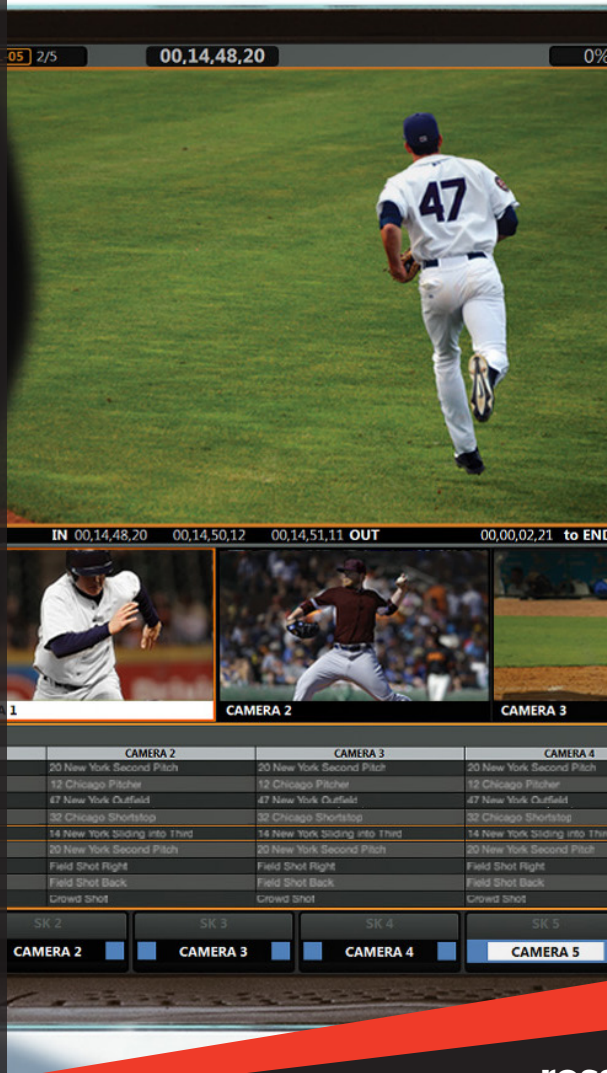 05 2/5 00,14,48,20 0%
47
IN 00,14,48,20 00,14,50,12 00,14,51,11 OUT 00,00,02,21 to END
1 CAMERA 2 CAMERA 3
CAMERA 2 CAMERA 3 CAMERA 4
20 New York Second Pitch 20 New York Second Pitch 20 New York Second Pitch
12 Chicago Pitcher 12 Chicago Pitcher 12 Chicago Pitcher
47 New York Outfield 47 New York Outfield 47 New York Outfield
32 Chicago Shortstop 32 Chicago Shortstop 32 Chicago Shortstop
14 New York Sliding into Third 14 New York Sliding into Third 14 New York Sliding into Thir
20 New York Second Pitch 20 New York Second Pitch 20 New York Second Pitch
Field Shot Right Field Shot Right Field Shot Right
Field Shot Back Field Shot Back Field Shot Back
Crowd Shot Crowd Shot Crowd Shot
SK 2 SK 3 SK 4 SK 5
CAMERA 2 CAMERA 3 CAMERA 4 CAMERA 5